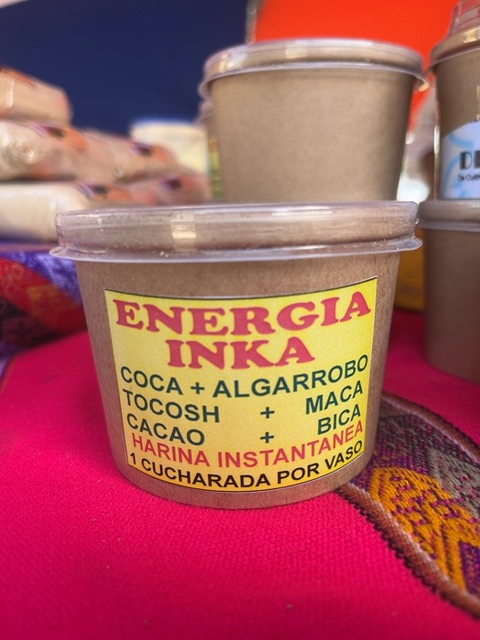 ENERGIA
INKA
COCA + ALGARROBO
TOCOSH + MACA
CACAO + BICA
HARINA INSTANTANEA
1 CUCHARADA POR VASO